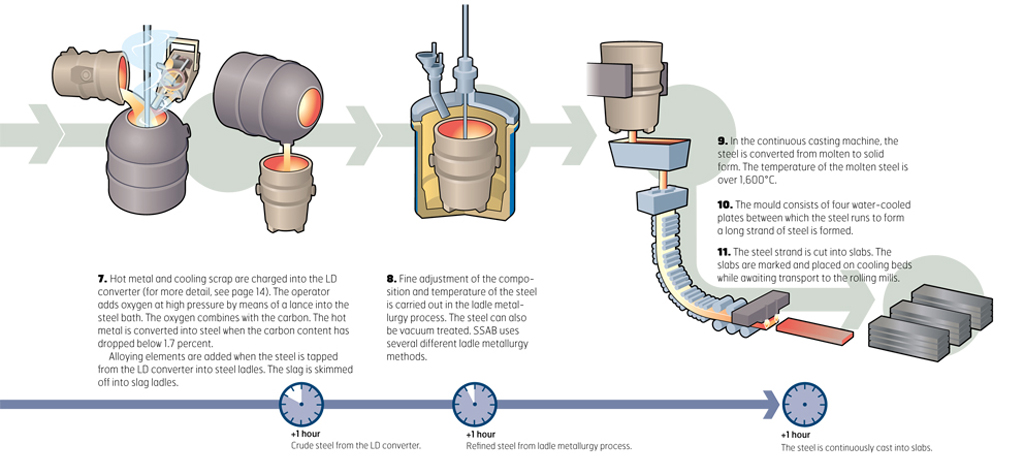 7. Hot metal and cooling scrap are charged into the LD
converter (for more detail, see page 14). The operator
adds oxygen at high pressure by means of a lance into the
steel bath. The oxygen combines with the carbon. The hot
metal is converted into steel when the carbon content has
dropped below 1.7 percent.
Alloying elements are added when the steel is tapped
from the LD converter into steel ladles. The slag is skimmed
off into slag ladles.
8. Fine adjustment of the compo-
sition and temperature of the steel
is carried out in the ladle metal-
lurgy process. The steel can also
be vacuum treated. SSAB uses
several different ladle metallurgy
methods.
9. In the continuous casting machine, the
steel is converted from molten to solid
form. The temperature of the molten steel is
over 1,600°C.
10. The mould consists of four water-cooled
plates between which the steel runs to form
a long strand of steel is formed.
11. The steel strand is cut into slabs. The
slabs are marked and placed on cooling beds
while awaiting transport to the rolling mills.
+1 hour
Crude steel from the LD converter.
+1 hour
Refined steel from ladle metallurgy process.
+1 hour
The steel is continuously cast into slabs.